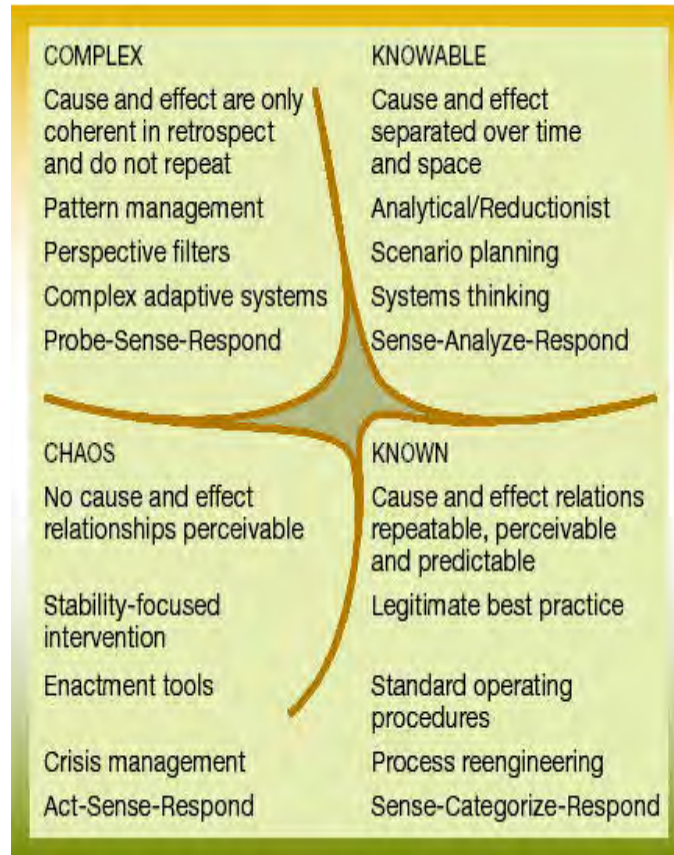 COMPLEX
Cause and effect are only
coherent in retrospect
and do not repeat
Pattern management
Perspective filters
Complex adaptive systems
Probe-Sense-Respond
KNOWABLE
Cause and effect
separated over time
and space
Analytical/Reductionist
Scenario planning
Systems thinking
Sense-Analyze-Respond
CHAOS
No cause and effect
relationships perceivable
Stability-focused
intervention
Enactment tools
Crisis management
Act-Sense-Respond
KNOWN
Cause and effect relations
repeatable, perceivable
and predictable
Legitimate best practice
Standard operating
procedures
Process reengineering
Sense-Categorize-Respond